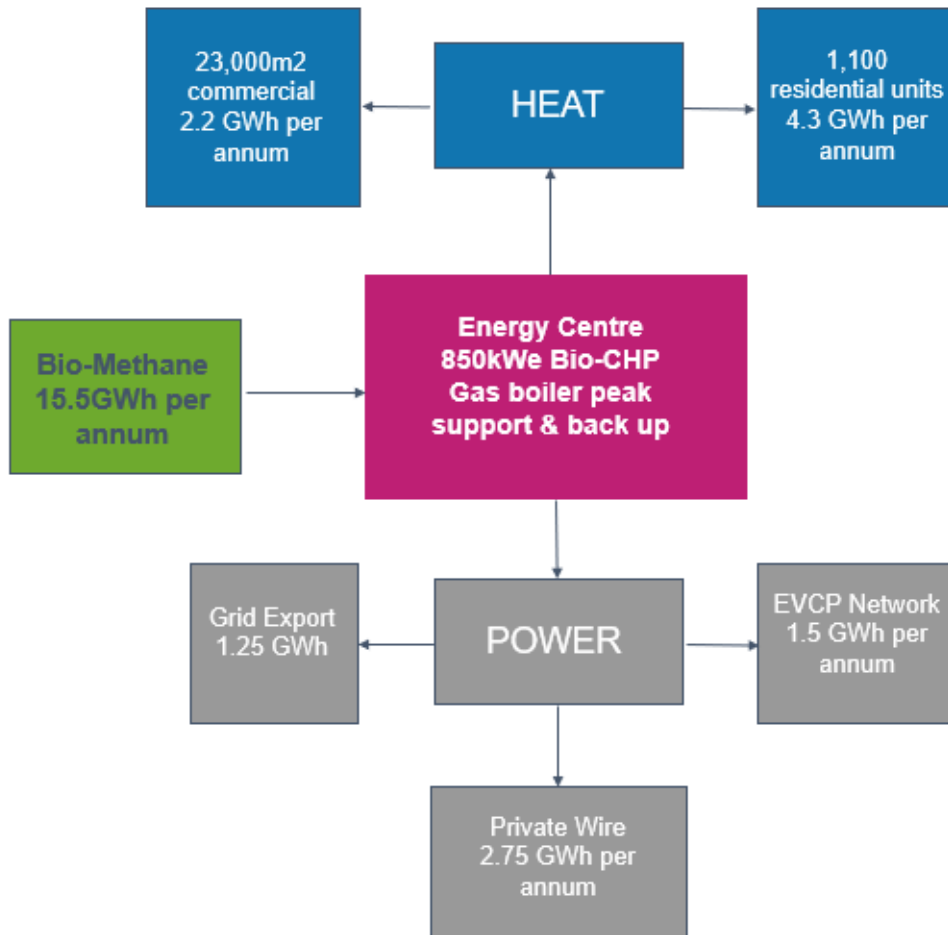 23,000m2
commercial
2.2 GWh per
annum
HEAT
1,100
residential units
4.3 GWh per
annum
Bio-Methane
15.5GWh per
annum
Energy Centre
850kWe Bio-CHP
Gas boiler peak
support & back up
Grid Export
1.25 GWh
POWER
EVCP Network
1.5 GWh per
annum
Private Wire
2.75 GWh per
annum